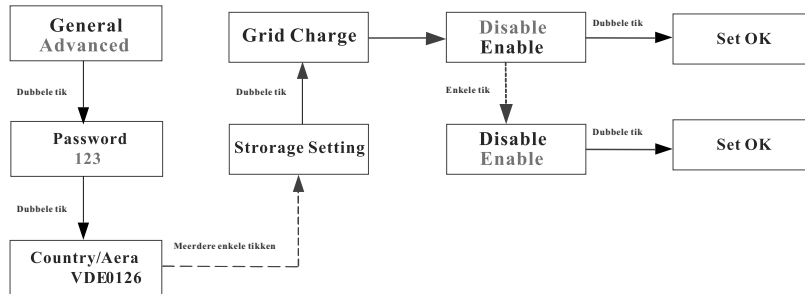 General
Advanced
Dubbele tik
Password
123
Dubbele tik
Country/Aera
VDE0126
Meerdere enkele tikken
Strorage Setting
Dubbele tik
Grid Charge
Disable
Enable
Dubbele tik
Set OK
Enkele tik
Disable
Enable
Dubbele tik
Set OK